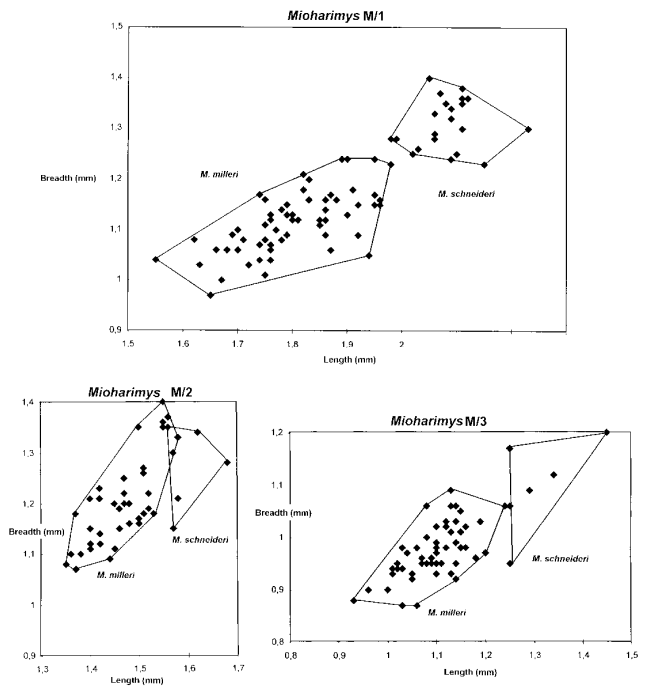 Mioharimys M/1
1,5
1,4
1,3
Breadth (mm)
1,2
1,1
1
0,9
M. milleri
M. schneideri
1,5 1,6 1,7 1,8 1,9 2
Length (mm)
Mioharimys M/2
1,4
1,3
1,2
Breadth (mm)
1,1
1
0,9
M. schneideri
M. milleri
1,3 1,4 1,5 1,6 1,7
Length (mm)
Mioharimys M/3
1,2
1,1
Breadth (mm)
1
0,9
0,8
M. schneideri
M. milleri
0,8 0,9 1 1,1 1,2 1,3 1,4 1,5
Length (mm)